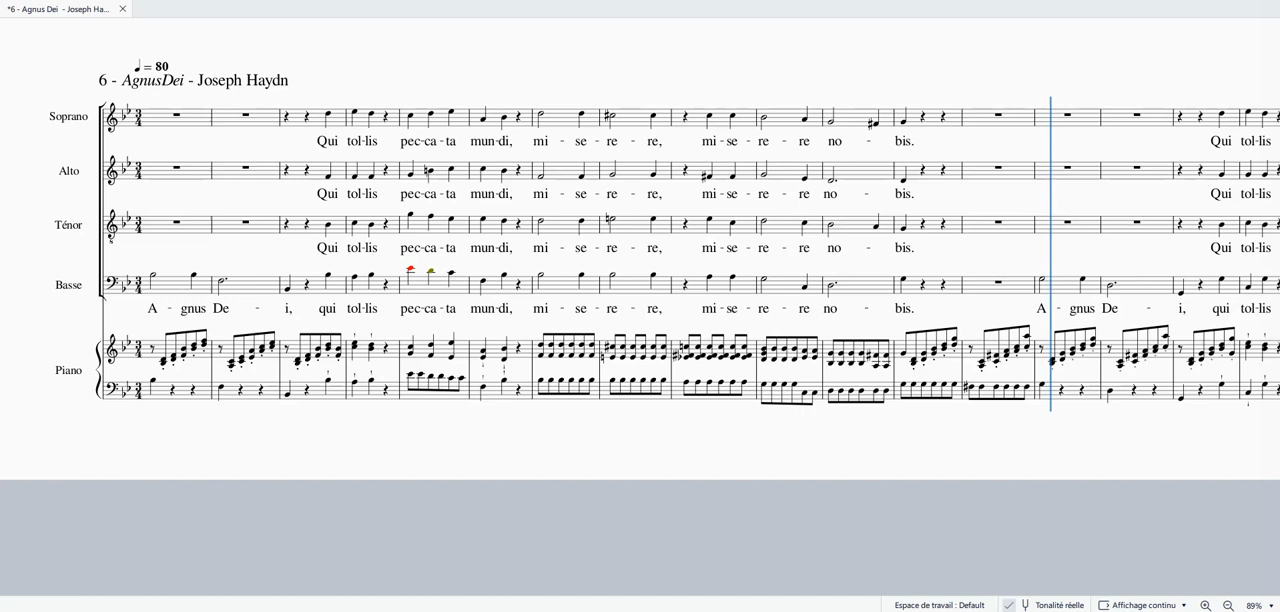 *6 - Agnus Dei  - Joseph Ha...
♩ = 80
6 - AgnusDei - Joseph Haydn
Soprano
Qui tol-lis pec-ca-ta mun-di, mi - se - re - re, mi - se - re - re no - bis. Qui tol-lis
Alto
Qui tol-lis pec-ca-ta mun-di, mi - se - re - re, mi - se - re - re no - bis. Qui tol-lis
Ténor
Qui tol-lis pec-ca-ta mun-di, mi - se - re - re, mi - se - re - re no - bis. Qui tol-lis
Basse
A - gnus De - i, qui tol-lis pec-ca-ta mun-di, mi - se - re - re, mi - se - re - re no - bis. A - gnus De - i, qui tol-lis
Piano
Espace de travail : Default Tonalité réelle Affichage continu 89%